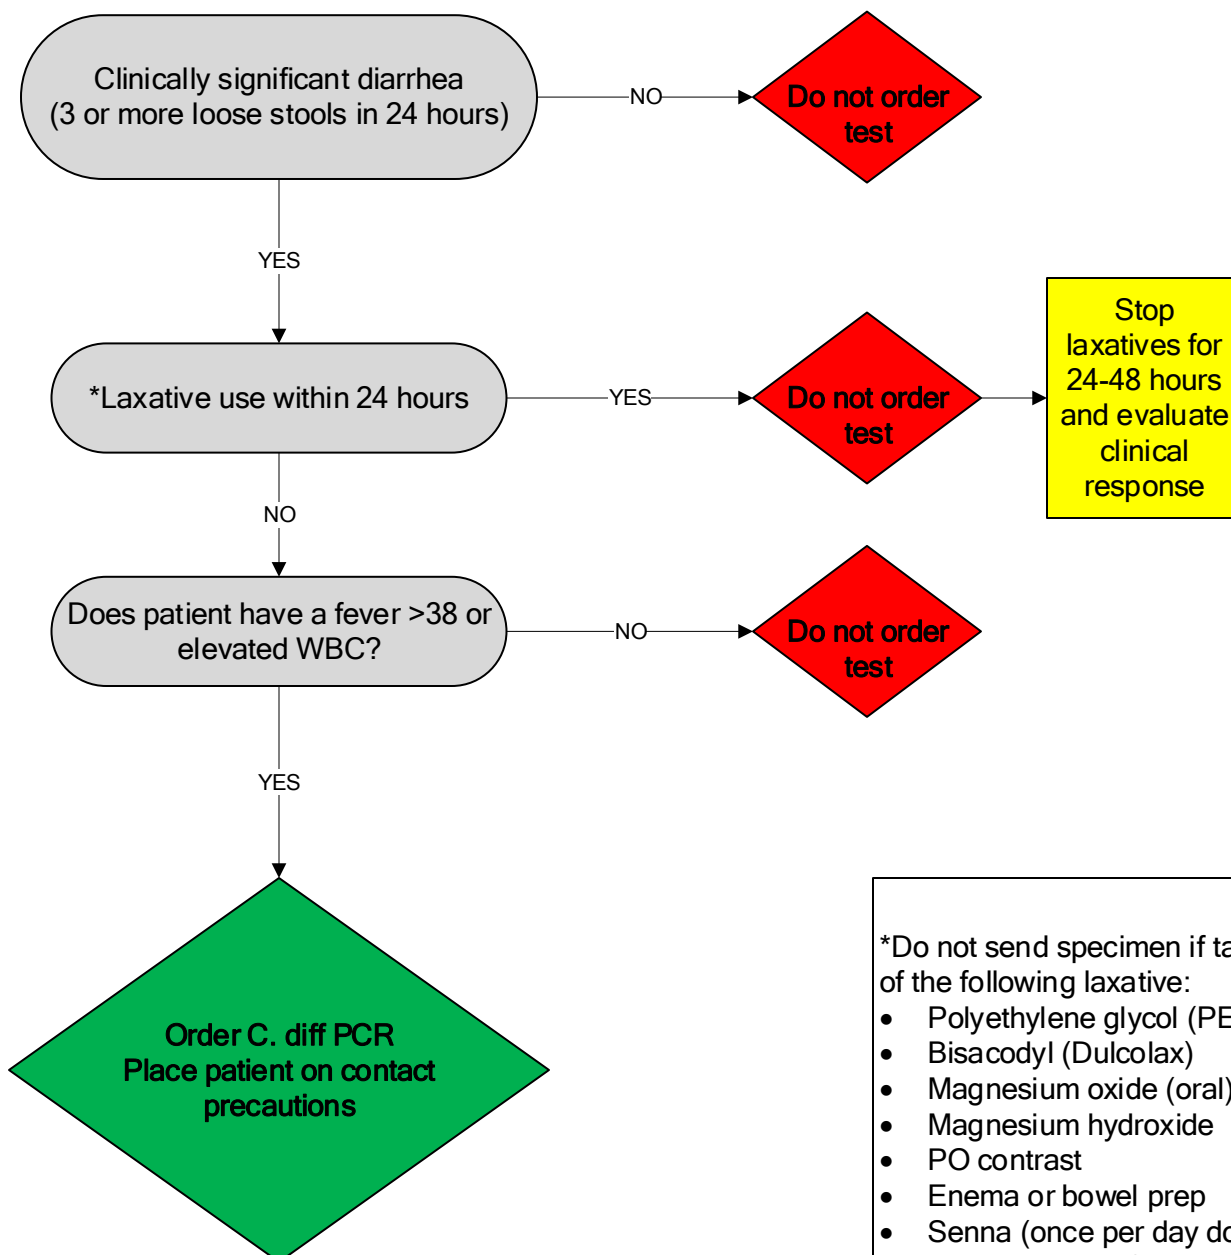 Clinically significant diarrhea
(3 or more loose stools in 24 hours)
NO
Do not order
test
YES
*Laxative use within 24 hours
YES
Do not order
test
Stop
laxatives for
24-48 hours
and evaluate
clinical
response
NO
Does patient have a fever >38 or
elevated WBC?
NO
Do not order
test
YES
Order C. diff PCR
Place patient on contact
precautions
*Do not send specimen if
of the following laxative:
• Polyethylene glycol
• Bisacodyl (Dulcolax)
• Magnesium oxide (oral)
• Magnesium hydroxide
• PO contrast
• Enema or bowel prep
• Senna (once per day